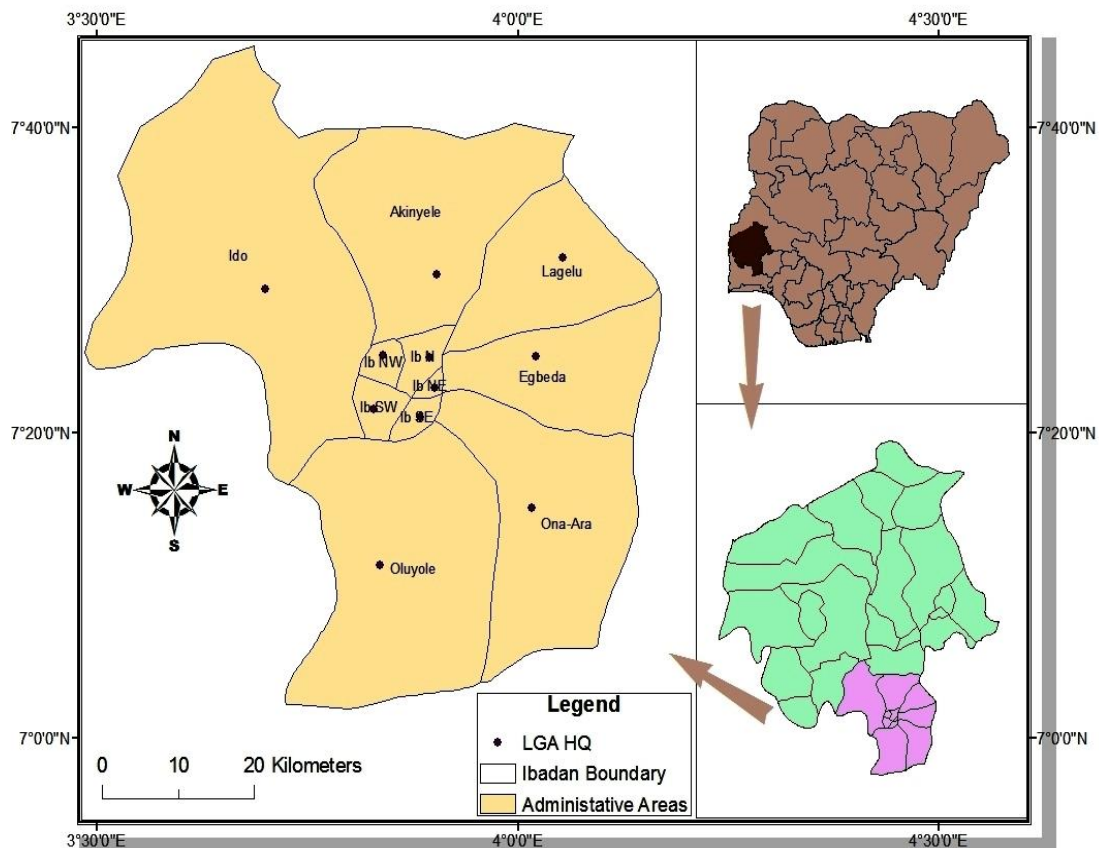 3°30'0"E
4°0'0"E
4°30'0"E
7°40'0"N
7°40'0"N
Akinyele
Ido
Lagelu
Ib NW
Ib N
Egbeda
Ib NE
Ib SW
Ib SE
7°20'0"N
7°20'0"N
N
W
E
S
Ona-Ara
Oluyole
Legend
LGA HQ
Ibadan Boundary
Administative Areas
7°0'0"N
7°0'0"N
0 10 20 Kilometers
3°30'0"E
4°0'0"E
4°30'0"E